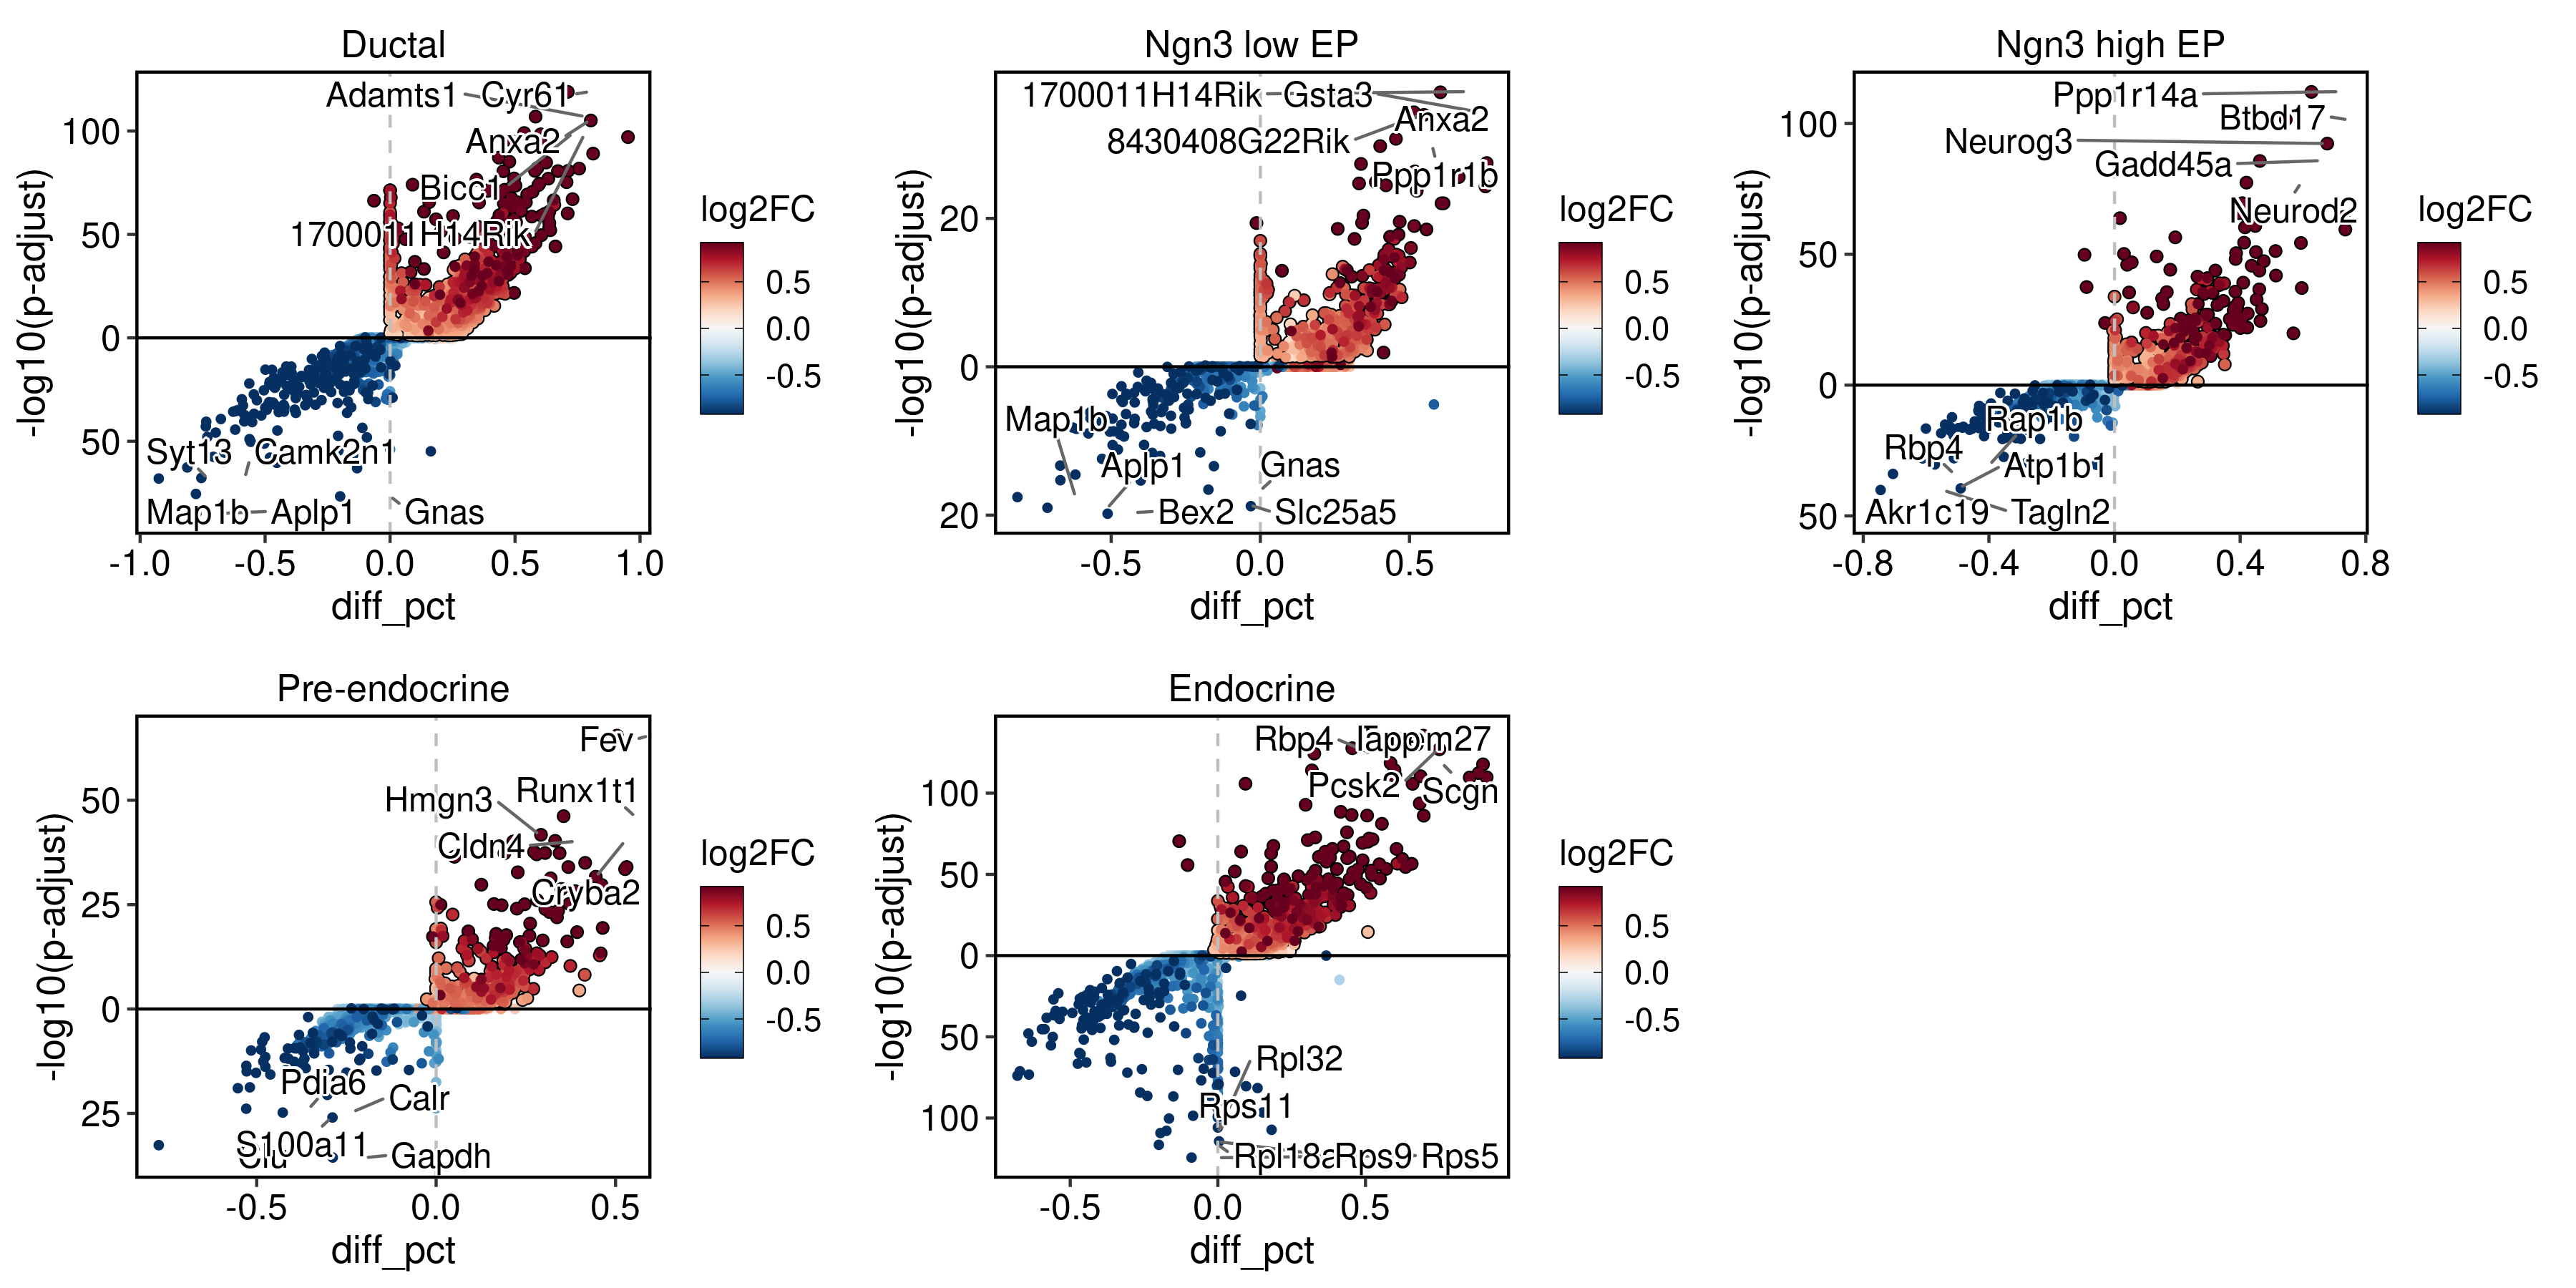 Ductal
Adamts1
Cyr61
Anxa2
Bicc1
1700011H14Rik
Syt13
Camk2n1
Map1b
Aplp1
Gnas
100
50
0
50
-1.0 -0.5 0.0 0.5 1.0
-log10(p-adjust)
diff_pct
log2FC
0.5
0.0
-0.5
Ngn3 low EP
1700011H14Rik
Gsta3
Anxa2
8430408G22Rik
Ppp1r1b
Map1b
Aplp1
Gnas
Bex2
Slc25a5
20
0
20
-0.5 0.0 0.5
-log10(p-adjust)
diff_pct
log2FC
0.5
0.0
-0.5
Ngn3 high EP
Ppp1r14a
Btbd17
Neurog3
Gadd45a
Neurod2
Rap1b
Rbp4
Atp1b1
Akr1c19
Tagln2
100
50
0
50
-0.8 -0.4 0.0 0.4 0.8
-log10(p-adjust)
diff_pct
log2FC
0.5
0.0
-0.5
Pre-endocrine
Fev
Runx1t1
Hmgn3
Cldn4
Cryba2
Pdia6
Calr
S100a11
Gapdh
50
25
0
25
-0.5 0.0 0.5
-log10(p-adjust)
diff_pct
log2FC
0.5
0.0
-0.5
Endocrine
Rbp4
Pcsk2
Scgn
Rpl32
Rps11
Rpl18a
Rps9
Rps5
100
50
0
50
100
-0.5 0.0 0.5
-log10(p-adjust)
diff_pct
log2FC
0.5
0.0
-0.5